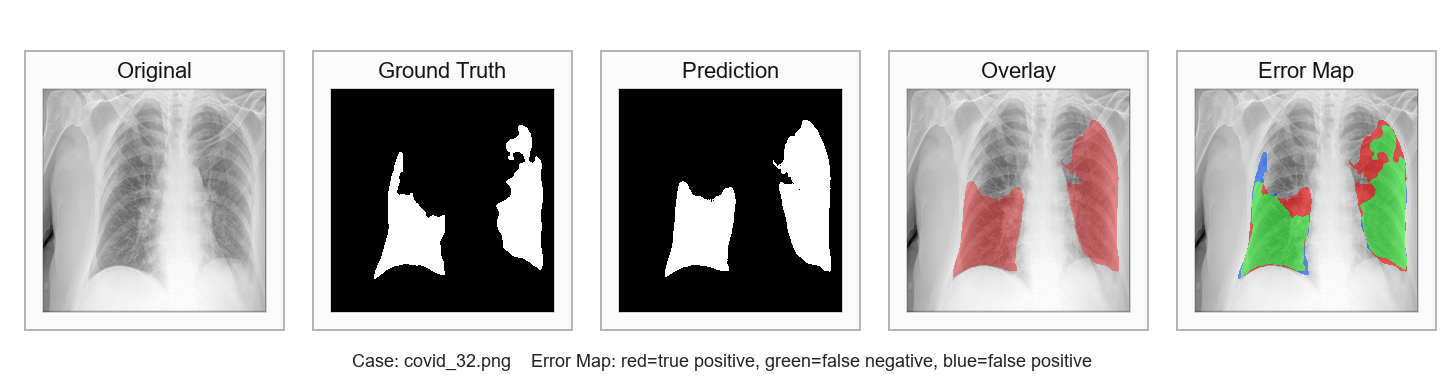 Original
Ground Truth
Prediction
Overlay
Error Map
Case: covid_32.png    Error Map: red=true positive, green=false negative, blue=false positive